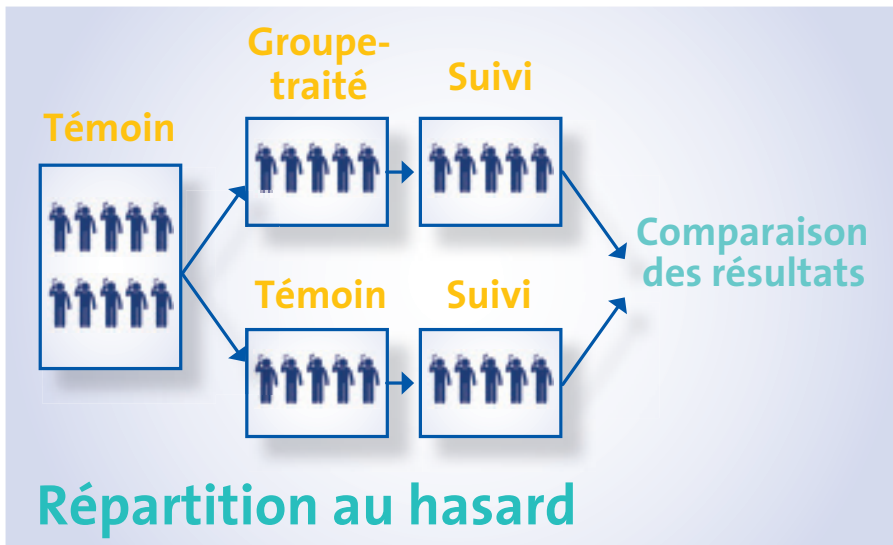 Témoin
Groupe-
traité
Suivi
Témoin
Suivi
Comparaison
des résultats
Répartition au hasard